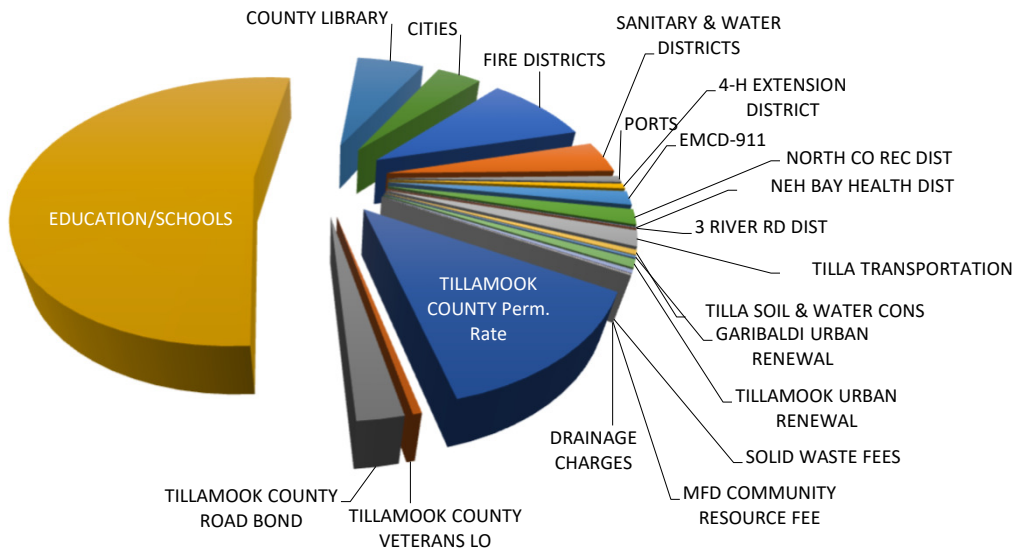 COUNTY LIBRARY
CITIES
FIRE DISTRICTS
SANITARY & WATER
DISTRICTS
4-H EXTENSION
DISTRICT
PORTS
EMCD-911
NORTH CO REC DIST
NEH BAY HEALTH DIST
3 RIVER RD DIST
TILLA TRANSPORTATION
TILLA SOIL & WATER CONS
GARIBALDI URBAN
RENEWAL
TILLAMOOK URBAN
RENEWAL
SOLID WASTE FEES
MFD COMMUNITY
RESOURCE FEE
DRAINAGE
CHARGES
TILLAMOOK
COUNTY Perm.
Rate
TILLAMOOK COUNTY
VETERANS LO
TILLAMOOK COUNTY
ROAD BOND
EDUCATION/SCHOOLS